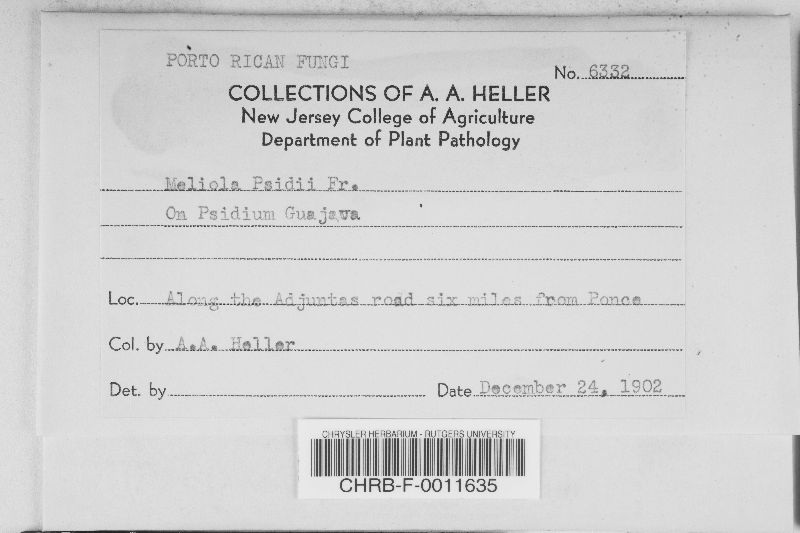 PORTO RICAN FUNGI
No. 6332
COLLECTIONS OF A. A. HELLER
New Jersey College of Agriculture
Department of Plant Pathology
Meliola Psidii Fr.
On Psidium Guajava
Loc. Along the Adjuntas road six miles from Ponce
Col. by A.A. Heller
Det. by
Date December 24, 1902
CHRYSLER HERBARIUM - RUTGERS UNIVERSITY
CHRB-F-0011635